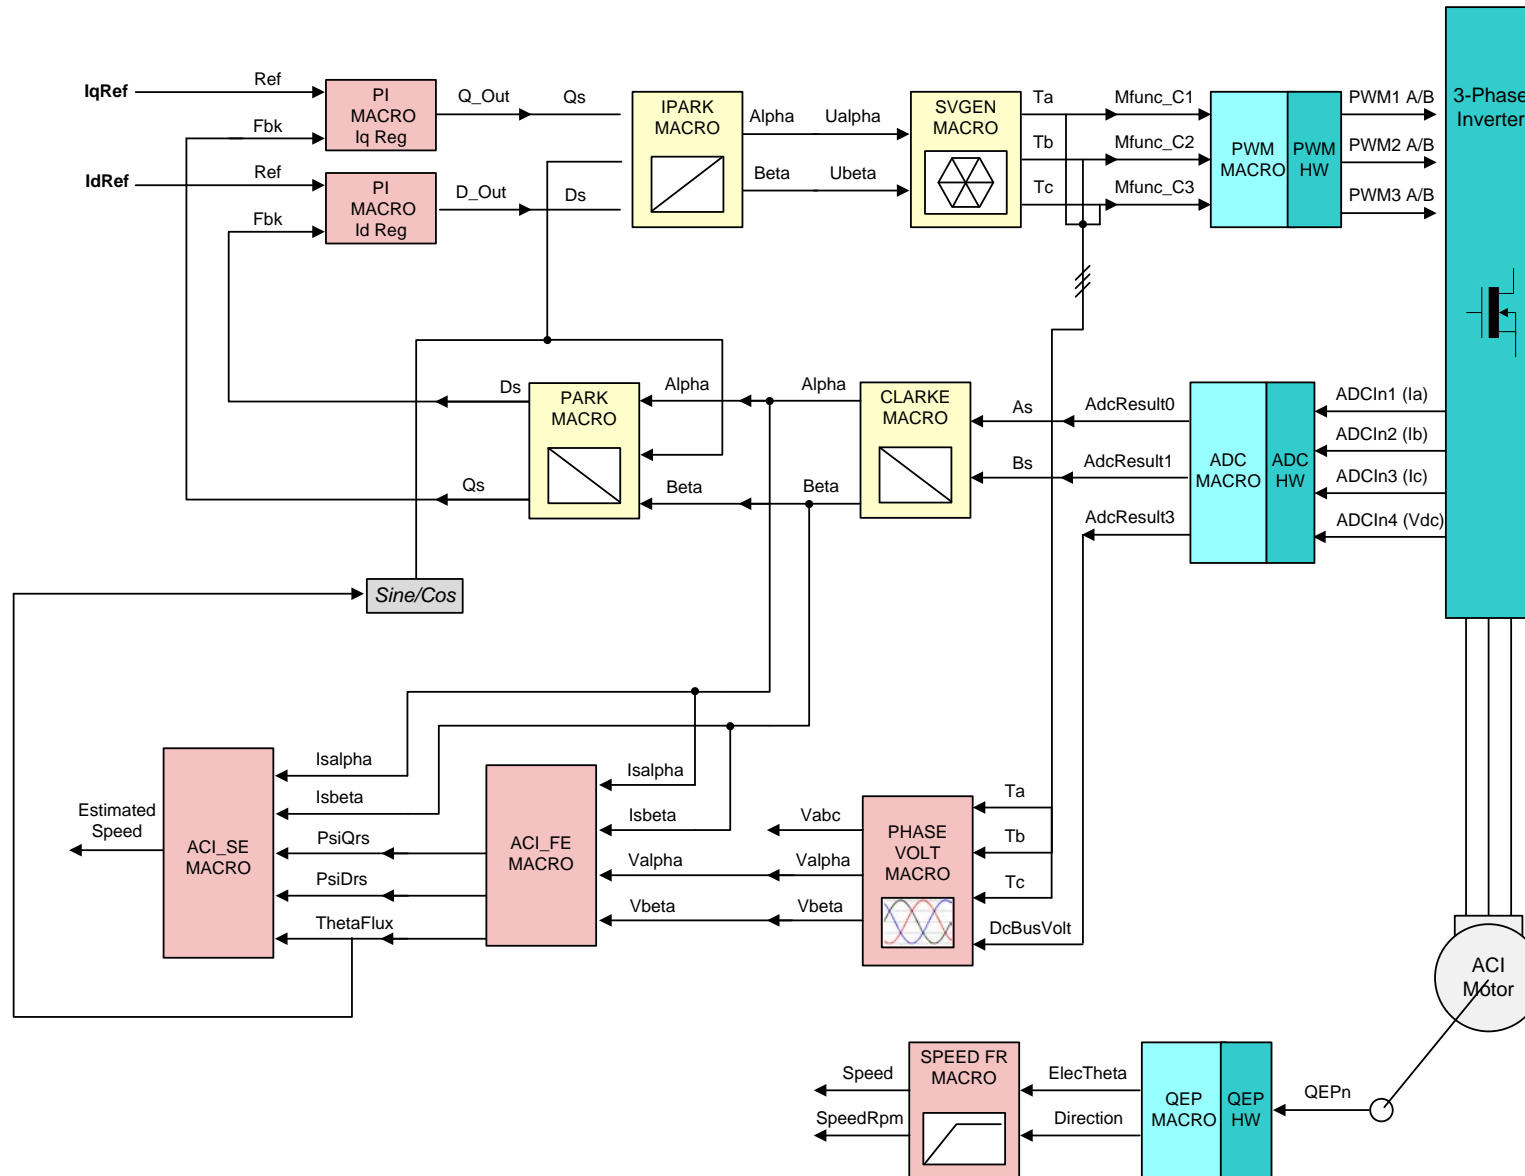 IqRef
Ref
Fbk
PI
MACRO
Iq Reg
Q_Out
Qs
IdRef
Ref
Fbk
PI
MACRO
Id Reg
D_Out
Ds
IPARK
MACRO
Alpha
Ualpha
Beta
Ubeta
SVGEN
MACRO
Ta
Tb
Tc
Mfunc_C1
Mfunc_C2
Mfunc_C3
PWM
MACRO
PWM
HW
PWM1 A/B
PWM2 A/B
PWM3 A/B
3-Phase
Inverter
Ds
Qs
PARK
MACRO
Alpha
Alpha
Beta
Beta
CLARKE
MACRO
As
AdcResult0
Bs
AdcResult1
AdcResult3
ADC
MACRO
ADC
HW
ADCIn1 (Ia)
ADCIn2 (Ib)
ADCIn3 (Ic)
ADCIn4 (Vdc)
Sine/Cos
Estimated
Speed
ACI_SE
MACRO
Isalpha
Isbeta
PsiQrs
PsiDrs
ThetaFlux
ACI_FE
MACRO
Isalpha
Isbeta
Valpha
Vbeta
Vabc
Valpha
Vbeta
PHASE
VOLT
MACRO
Ta
Tb
Tc
DcBusVolt
ACI
Motor
Speed
SpeedRpm
SPEED FR
MACRO
ElecTheta
Direction
QEP
MACRO
QEP
HW
QEPn